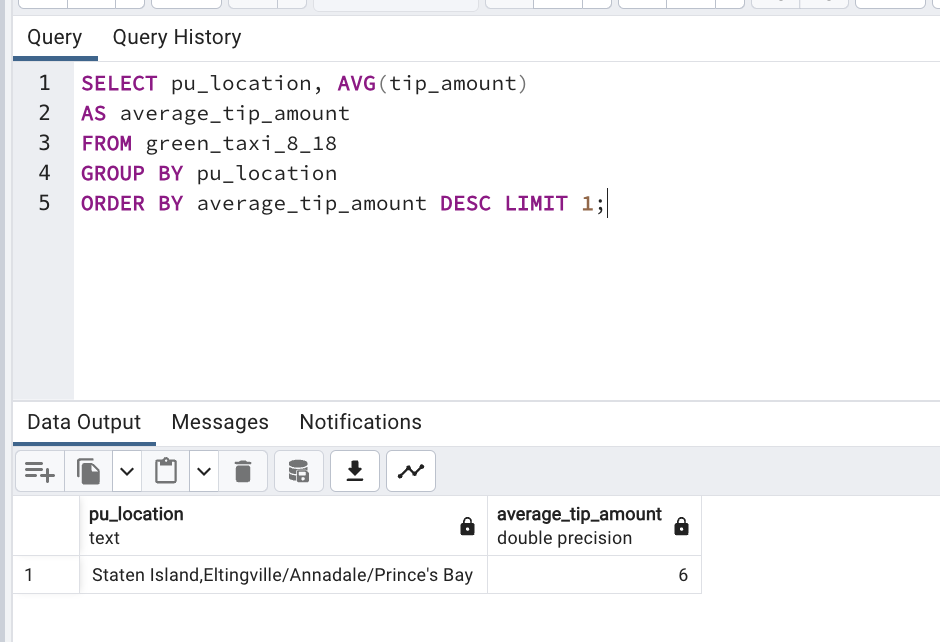 Query Query History
1 SELECT pu_location, AVG(tip_amount)
2 AS average_tip_amount
3 FROM green_taxi_8_18
4 GROUP BY pu_location
5 ORDER BY average_tip_amount DESC LIMIT 1;
Data Output Messages Notifications
pu_location average_tip_amount
text double precision
1 Staten Island,Eltingville/Annadale/Prince's Bay 6